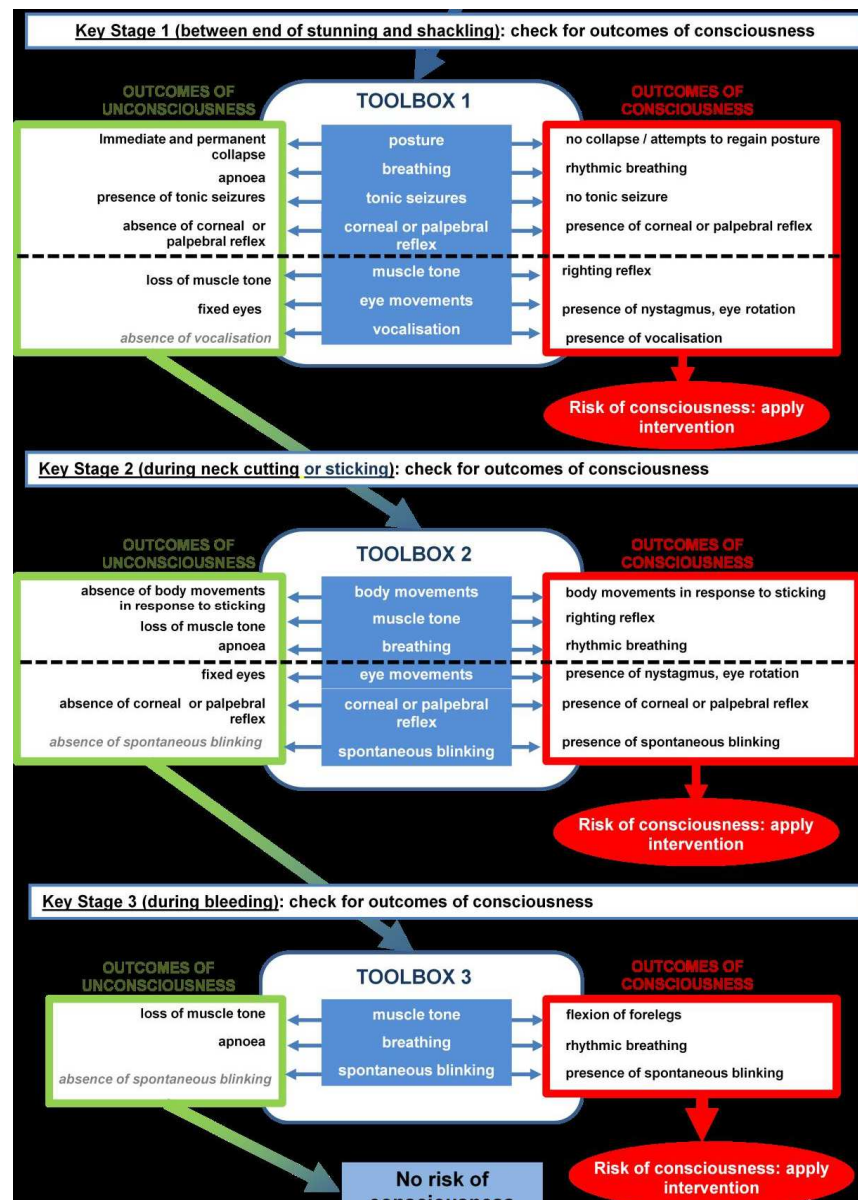 Key Stage 1 (between end of stunning and shackling): check for outcomes of consciousness
OUTCOMES OF
UNCONSCIOUSNESS
TOOLBOX 1
OUTCOMES OF
CONSCIOUSNESS
Immediate and permanent
collapse
posture
no collapse / attempts to regain posture
apnoea
breathing
rhythmic breathing
presence of tonic seizures
tonic seizures
no tonic seizure
absence of corneal or
palpebral reflex
corneal or palpebral
reflex
presence of corneal or palpebral reflex
loss of muscle tone
muscle tone
righting reflex
fixed eyes
eye movements
presence of nystagmus, eye rotation
absence of vocalisation
vocalisation
presence of vocalisation
Risk of consciousness: apply
intervention
Key Stage 2 (during neck cutting or sticking): check for outcomes of consciousness
OUTCOMES OF
UNCONSCIOUSNESS
TOOLBOX 2
OUTCOMES OF
CONSCIOUSNESS
absence of body movements
in response to sticking
body movements
body movements in response to sticking
loss of muscle tone
muscle tone
righting reflex
apnoea
breathing
rhythmic breathing
fixed eyes
eye movements
presence of nystagmus, eye rotation
absence of corneal or palpebral
reflex
corneal or palpebral
reflex
presence of corneal or palpebral reflex
absence of spontaneous blinking
spontaneous blinking
presence of spontaneous blinking
Risk of consciousness: apply
intervention
Key Stage 3 (during bleeding): check for outcomes of consciousness
OUTCOMES OF
UNCONSCIOUSNESS
TOOLBOX 3
OUTCOMES OF
CONSCIOUSNESS
loss of muscle tone
muscle tone
flexion of forelegs
apnoea
breathing
rhythmic breathing
absence of spontaneous blinking
spontaneous blinking
presence of spontaneous blinking
No risk of
consciousness
Risk of consciousness: apply
intervention